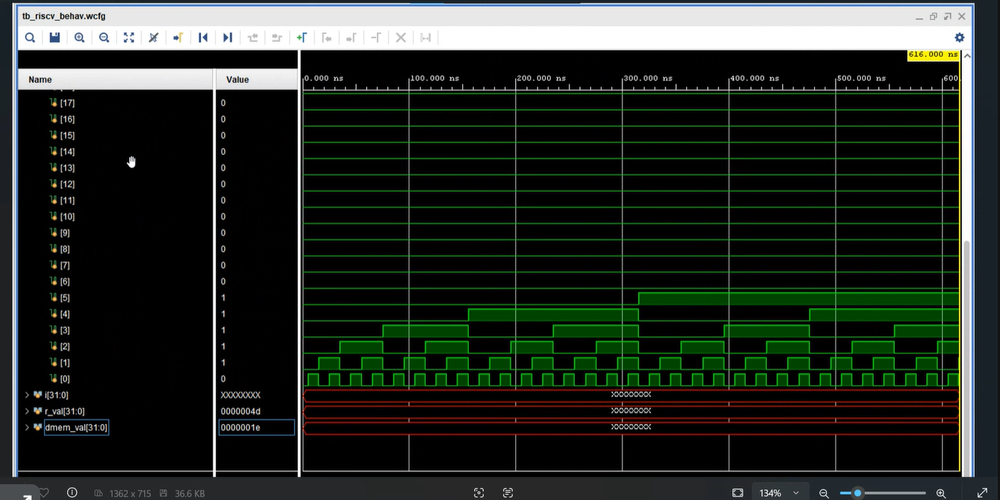 tb_riscv_behav.wcfg
616.000 ns
Name Value
0.000 ns 100.000 ns 200.000 ns 300.000 ns 400.000 ns 500.000 ns 600
[17] 0
[16] 0
[15] 0
[14] 0
[13] 0
[12] 0
[11] 0
[10] 0
[9] 0
[8] 0
[7] 0
[6] 0
[5] 1
[4] 1
[3] 1
[2] 1
[1] 1
[0] 0
i[31:0] XXXXXXXX XXXXXXXX
r_val[31:0] 0000004d XXXXXXXX
dmem_val[31:0] 0000001e XXXXXXXX
1362 x 715 36.6 KB 134%